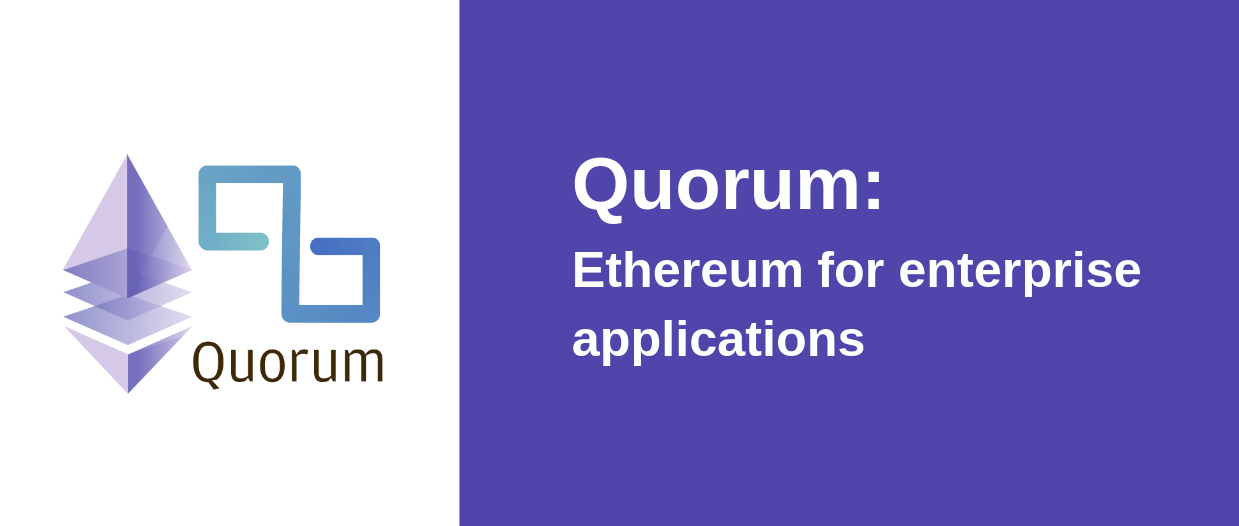 Quorum
Quorum:
Ethereum for enterprise
applications